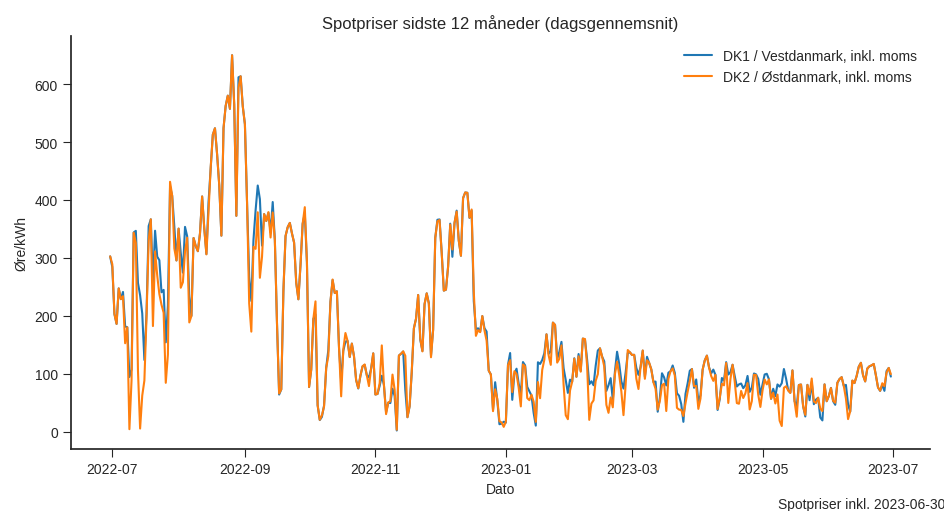 Spotpriser sidste 12 måneder (dagsgennemsnit)
DK1 / Vestdanmark, inkl. moms
DK2 / Østdanmark, inkl. moms
Øre/kWh
600
500
400
300
200
100
0
2022-07 2022-09 2022-11 2023-01 2023-03 2023-05 2023-07
Dato
Spotpriser inkl. 2023-06-30